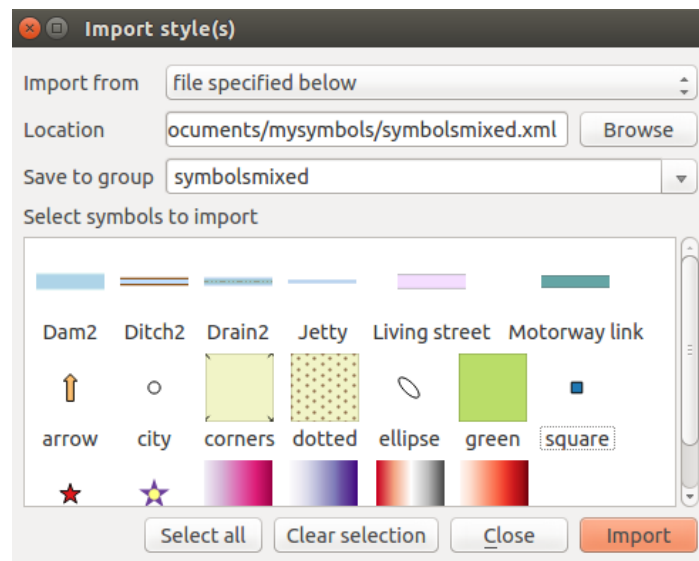 Import style(s)
Import from file specified below
Location ocuments/mysymbols/symbolsmixed.xml Browse
Save to group symbolsmixed
Select symbols to import
Dam2 Ditch2 Drain2 Jetty Living street Motorway link
arrow city corners dotted ellipse green square
Select all Clear selection Close Import